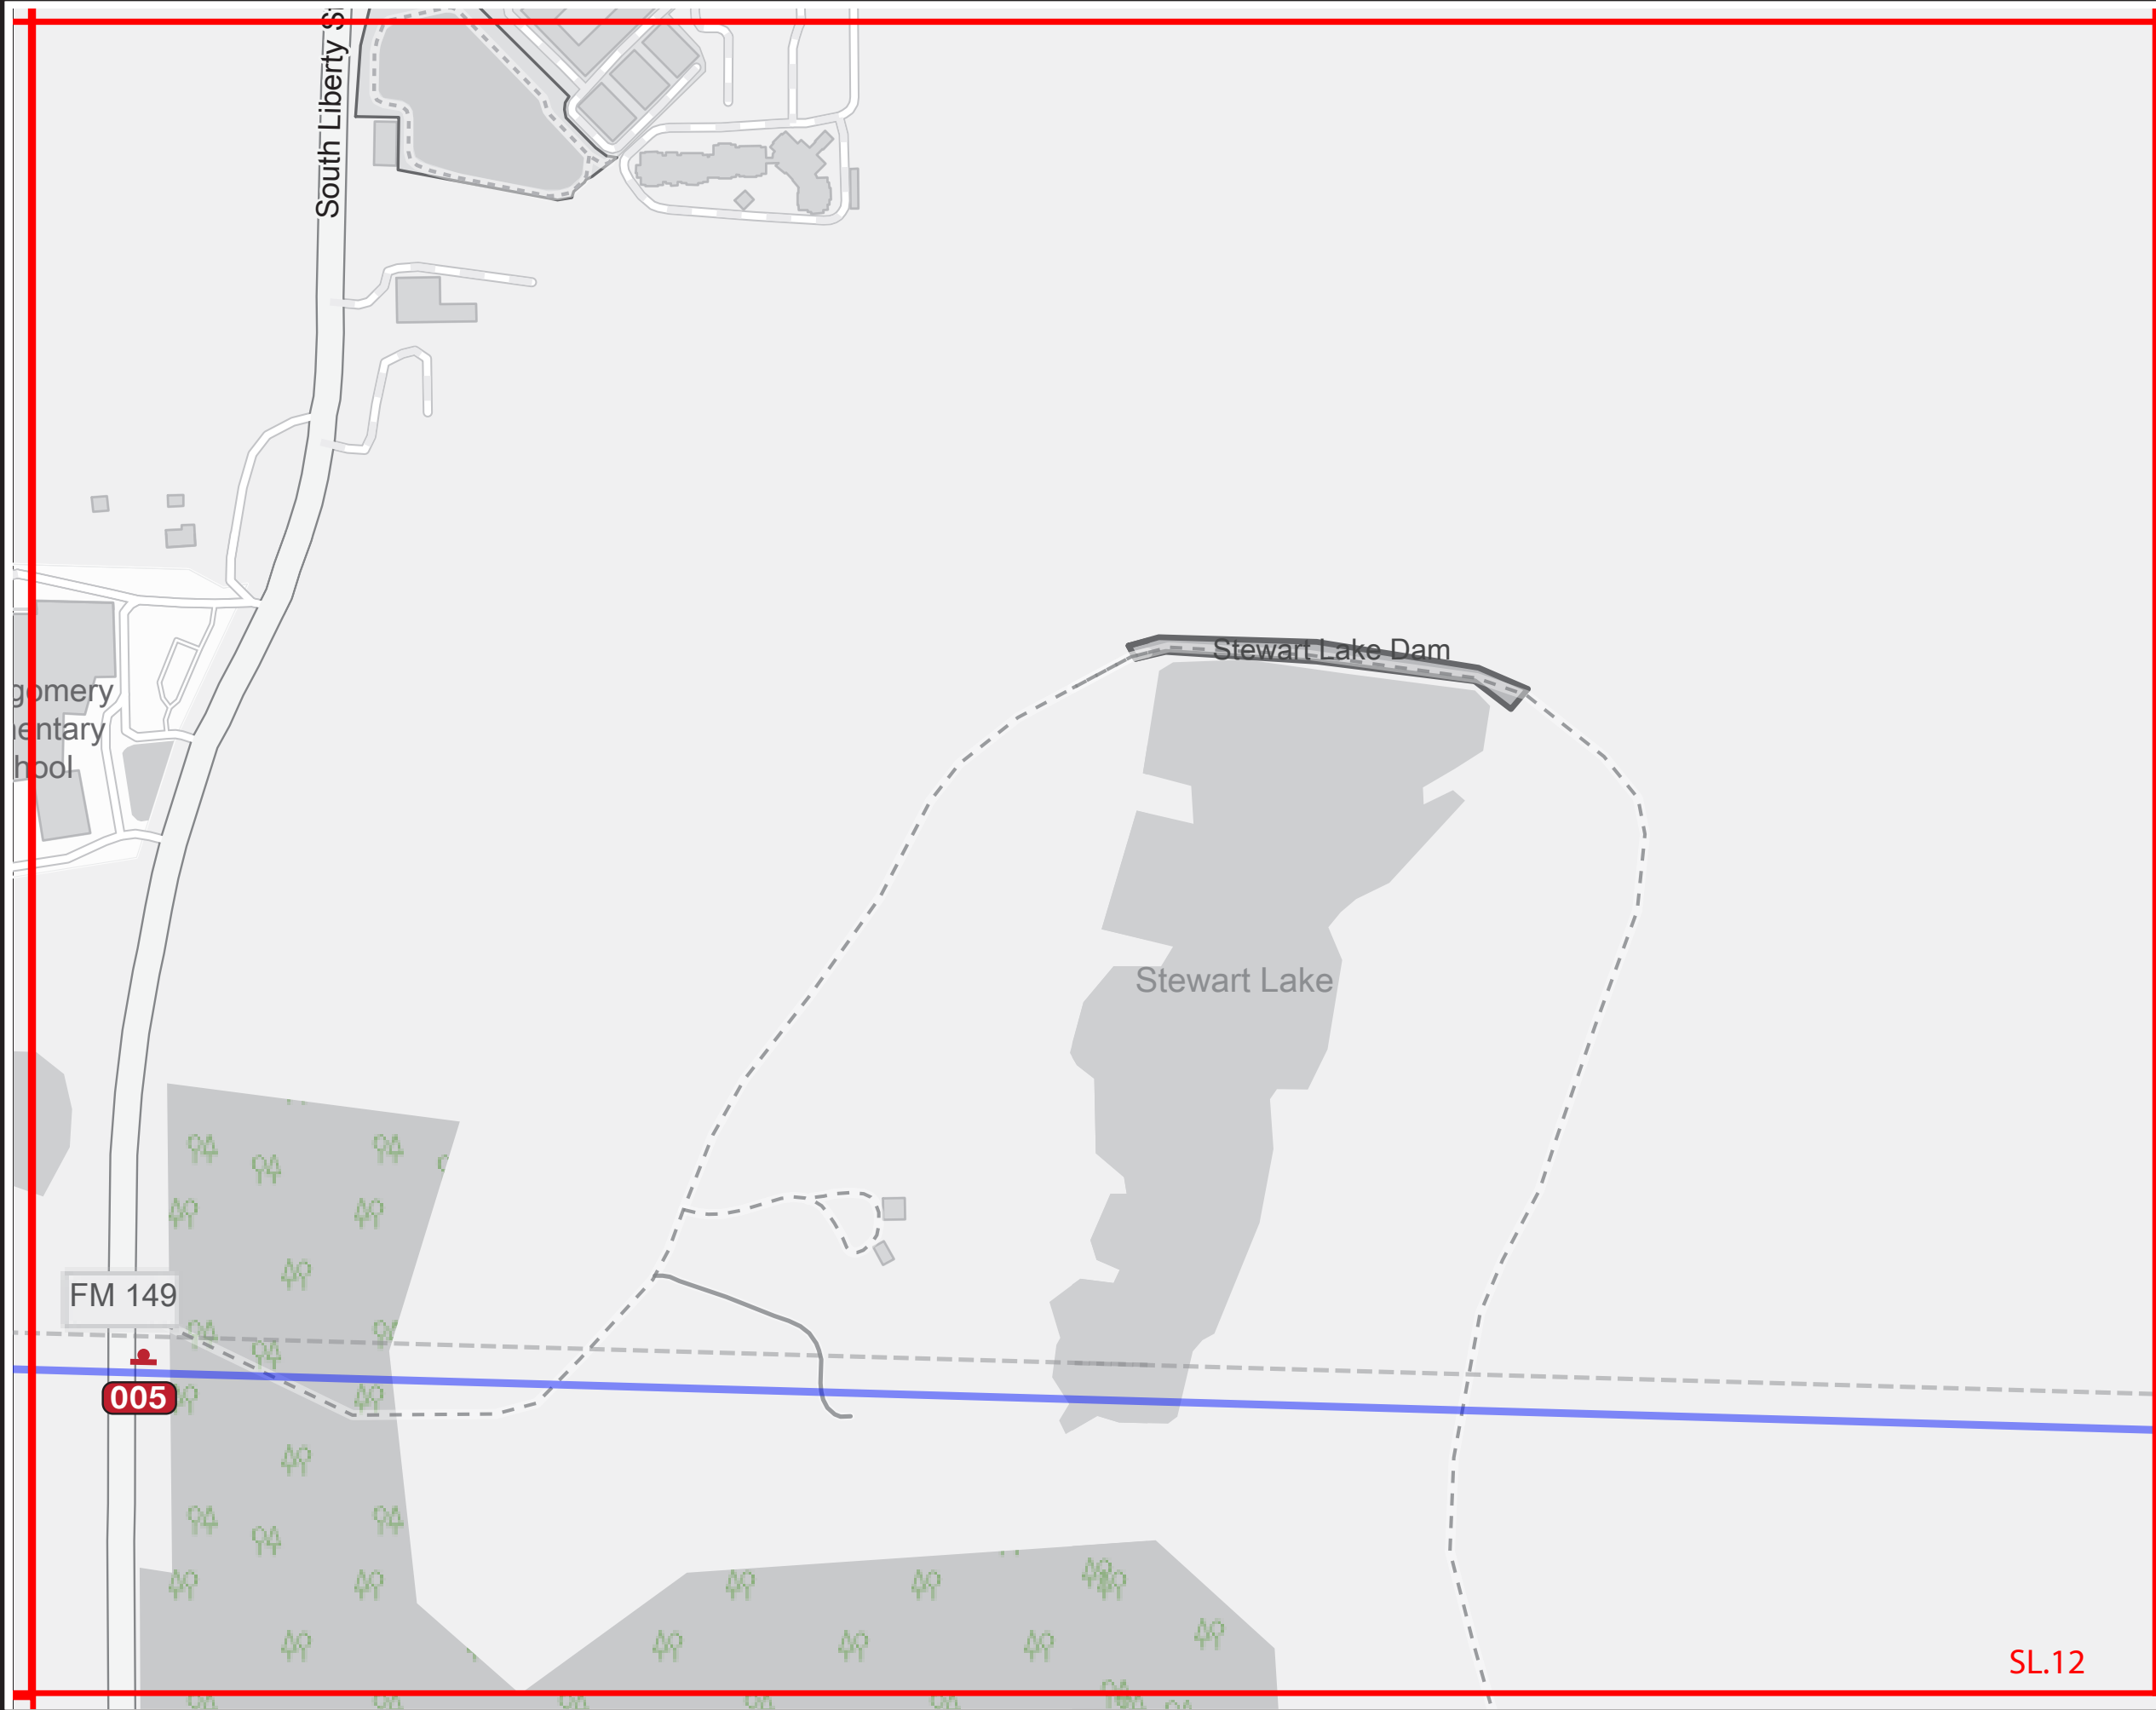 South Liberty St
Stewart Lake Dam
gomery
entary
hool
Stewart Lake
FM 149
005
SL.12